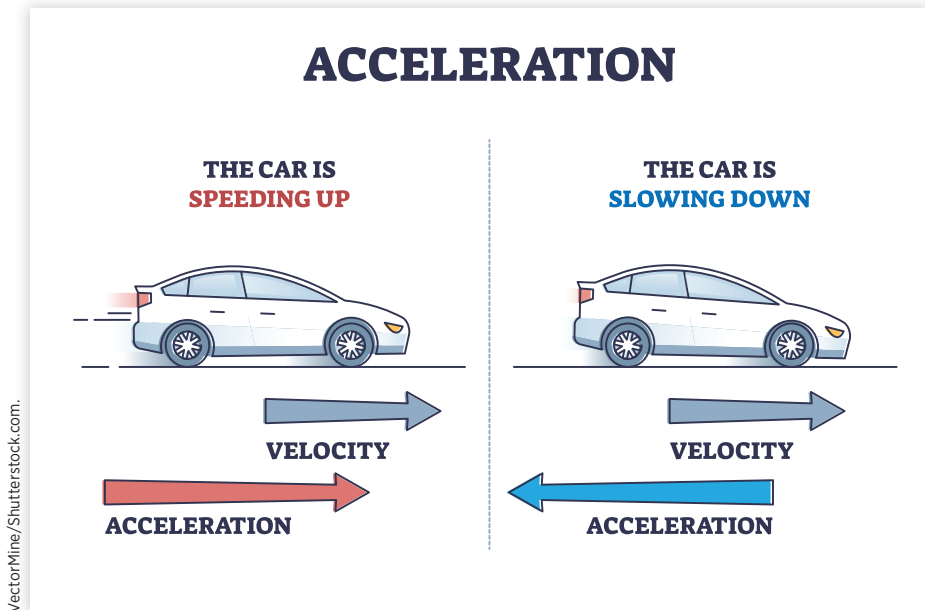 ACCELERATION
THE CAR IS
SPEEDING UP
VELOCITY
ACCELERATION
THE CAR IS
SLOWING DOWN
VELOCITY
ACCELERATION
VectorMine/Shutterstock.com.